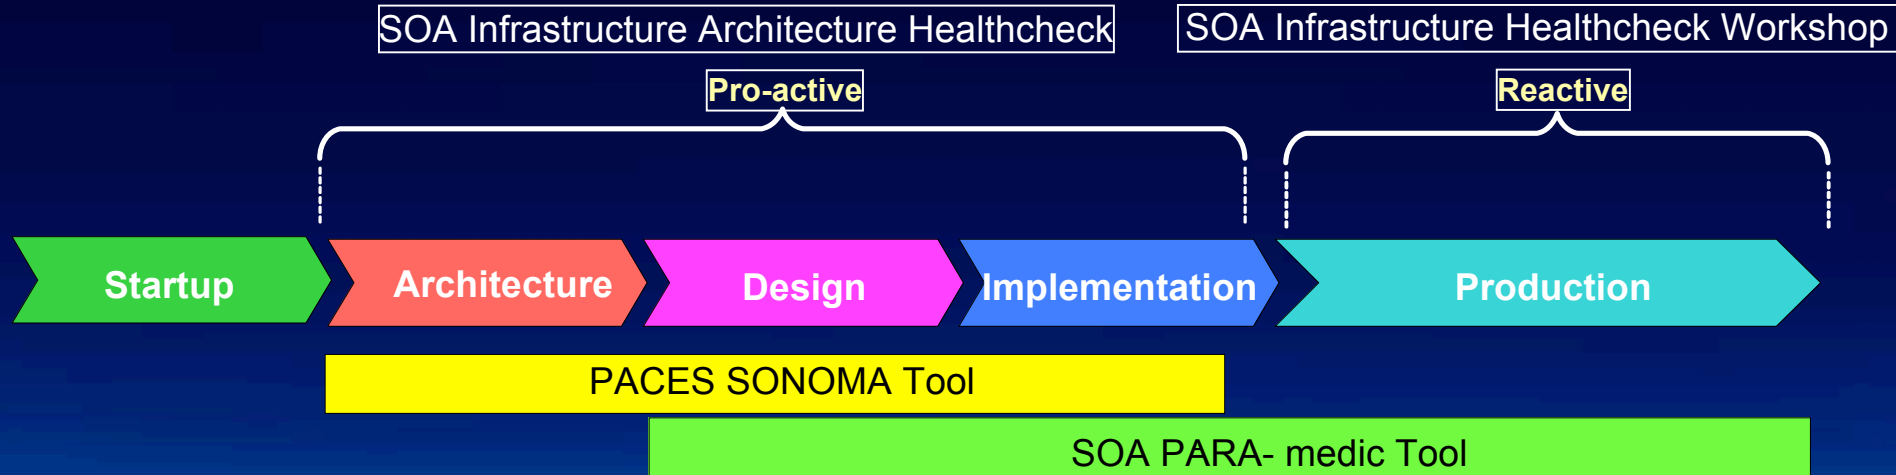 SOA Infrastructure Architecture Healthcheck
SOA Infrastructure Healthcheck Workshop
Pro-active
Reactive
Startup
Architecture
Design
Implementation
Production
PACES SONOMA Tool
SOA PARA- medic Tool